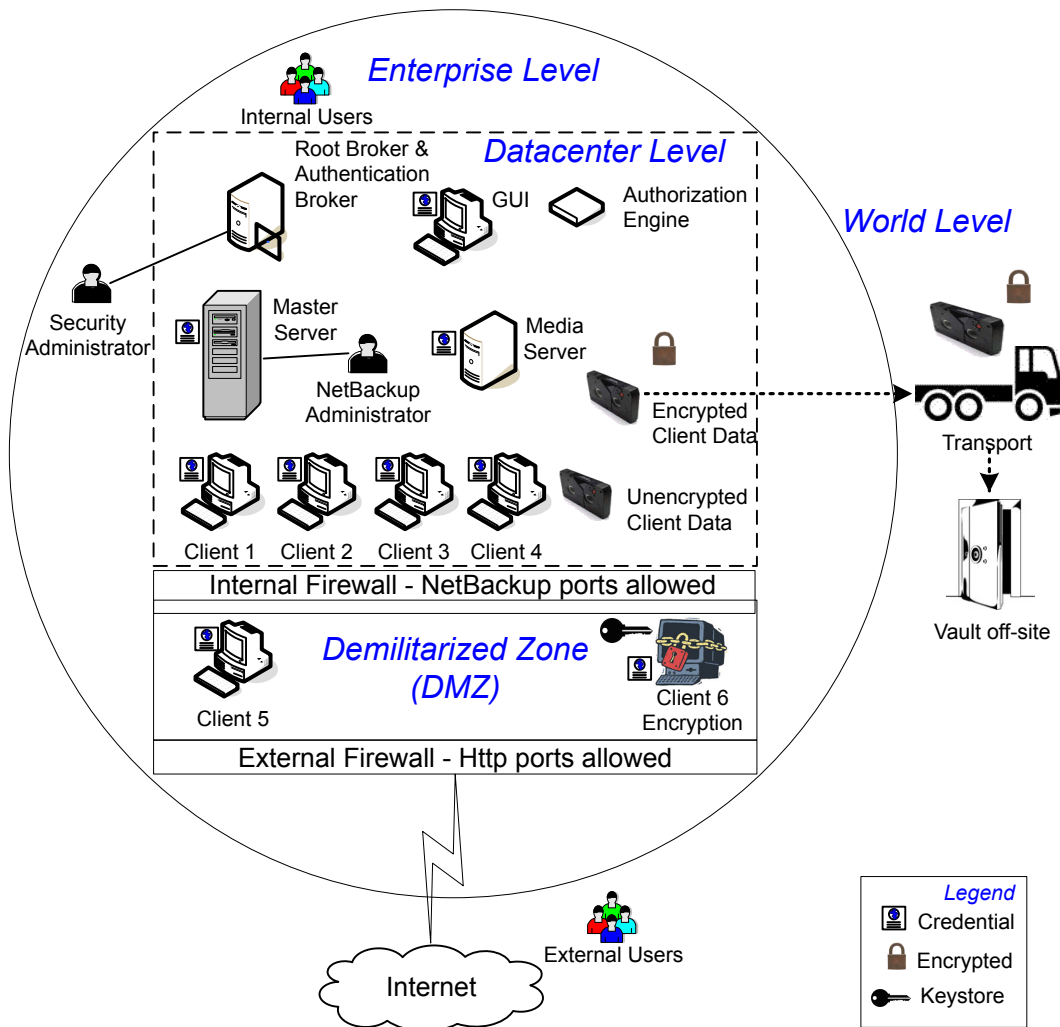 Enterprise Level
Internal Users
Datacenter Level
Root Broker &
Authentication
Broker
GUI
Authorization
Engine
World Level
Security
Administrator
Master
Server
NetBackup
Administrator
Media
Server
Encrypted
Client Data
Transport
Unencrypted
Client Data
Client 1
Client 2
Client 3
Client 4
Vault off-site
Internal Firewall - NetBackup ports allowed
Demilitarized Zone
(DMZ)
Client 5
Client 6
Encryption
External Firewall - Http ports allowed
External Users
Internet
Legend
Credential
Encrypted
Keystore